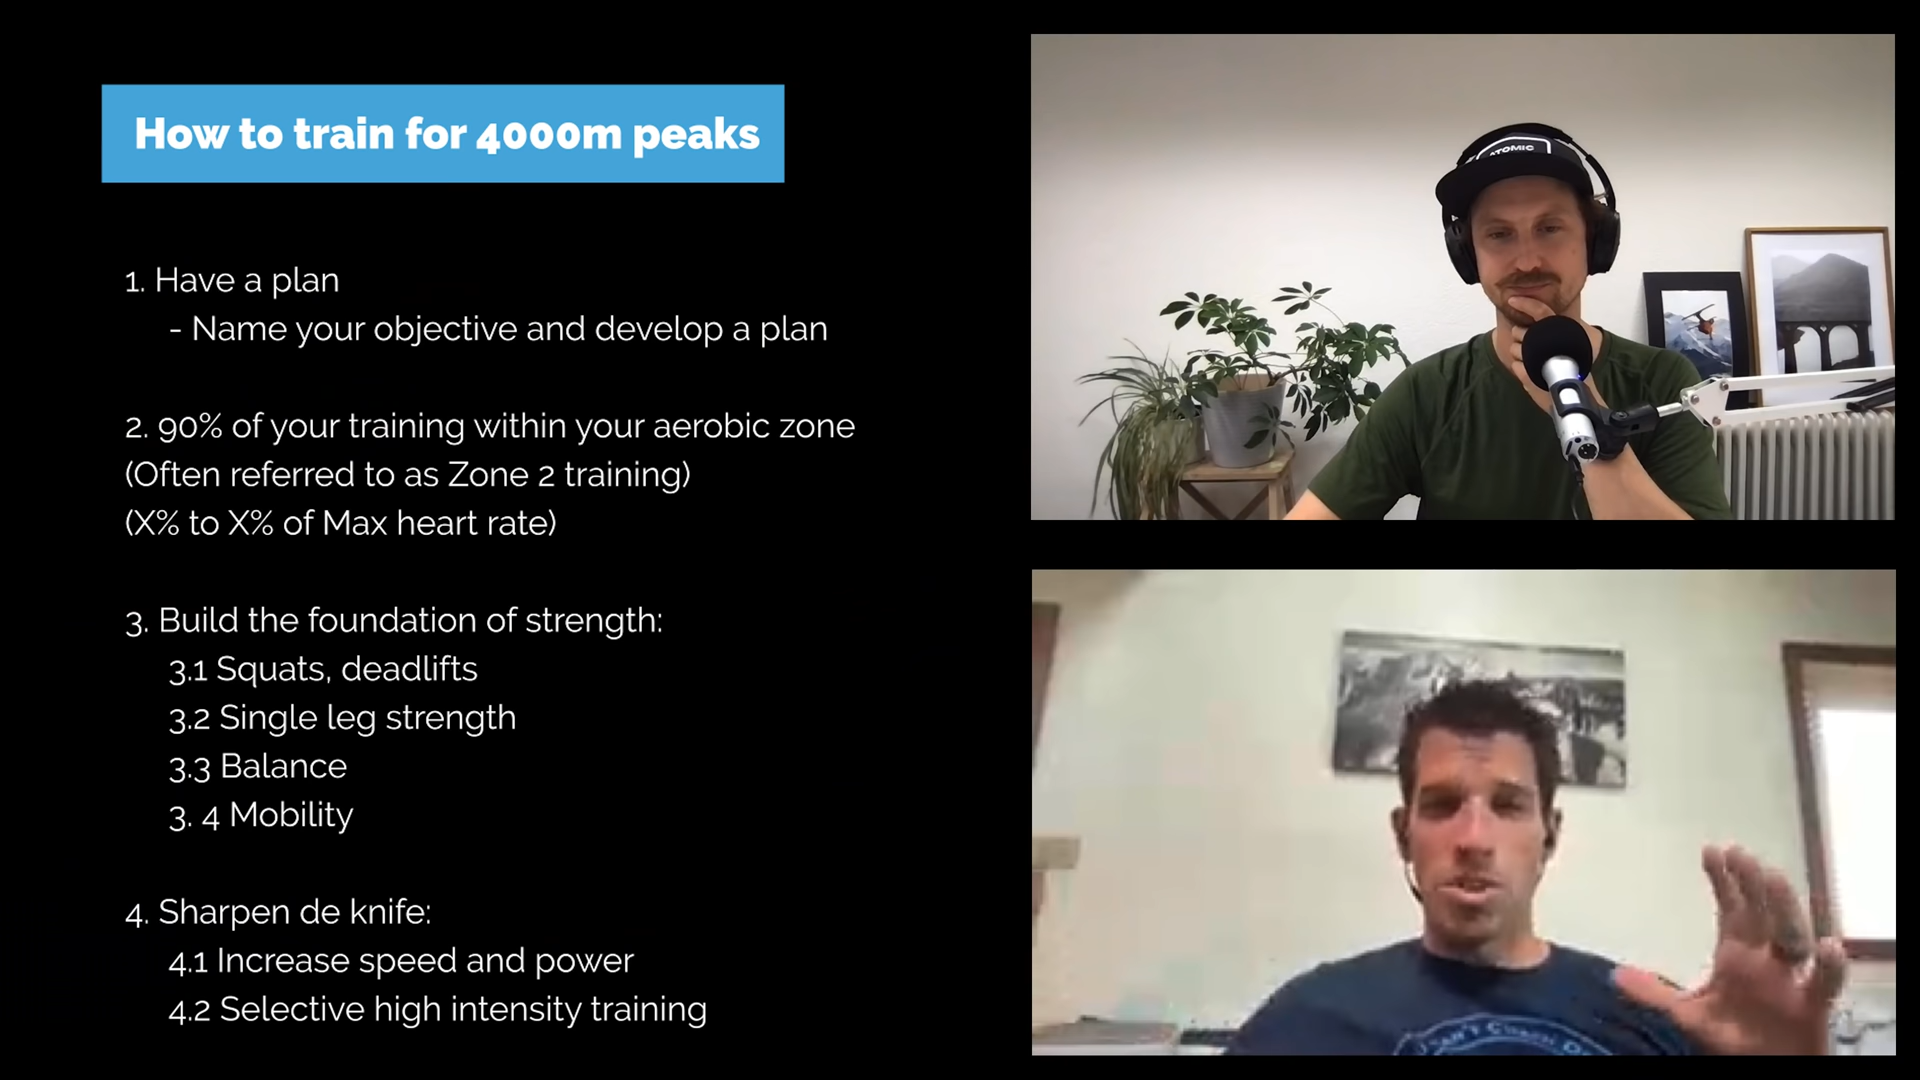 How to train for 4000m peaks
1. Have a plan
- Name your objective and develop a plan
2. 90% of your training within your aerobic zone
(Often referred to as Zone 2 training)
(X% to X% of Max heart rate)
3. Build the foundation of strength:
3.1 Squats, deadlifts
3.2 Single leg strength
3.3 Balance
3. 4 Mobility
4. Sharpen de knife:
4.1 Increase speed and power
4.2 Selective high intensity training
ATOMIC